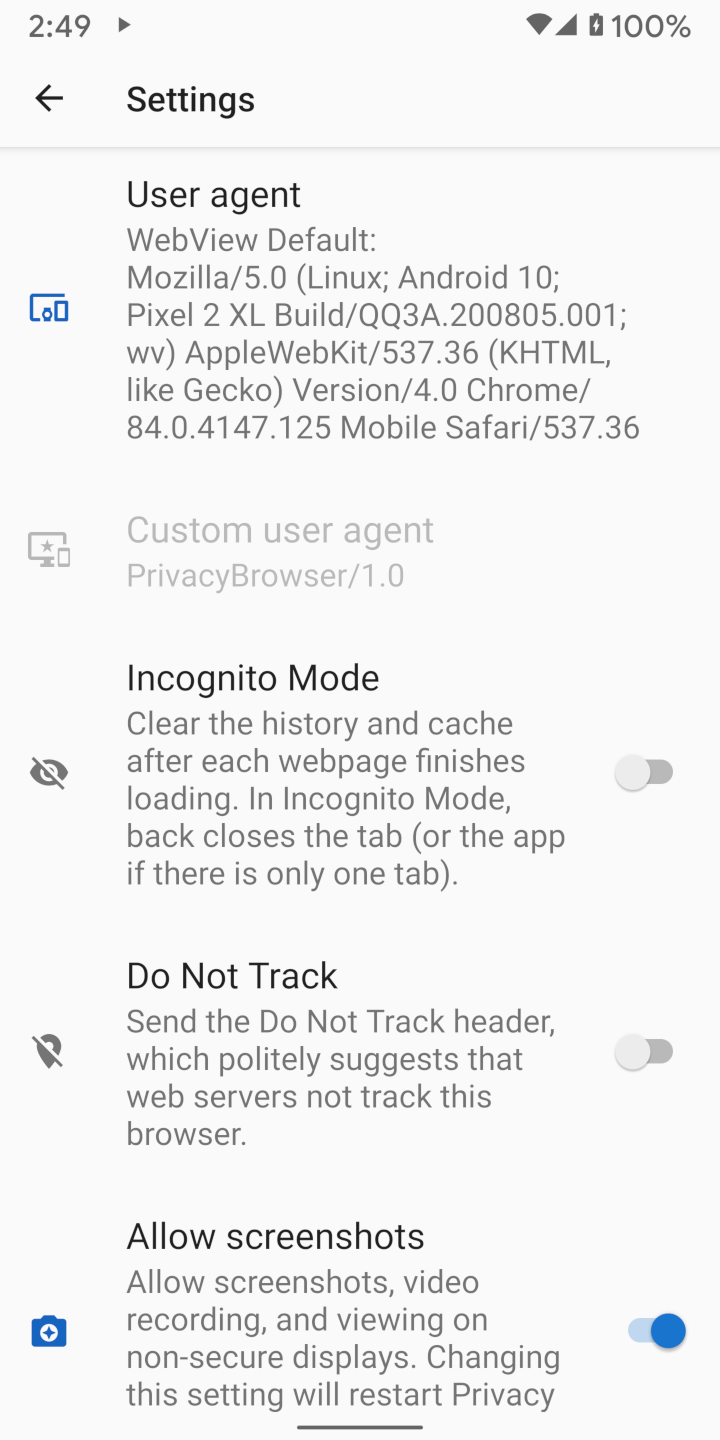 2:49
100%
Settings
User agent
WebView Default:
Mozilla/5.0 (Linux; Android 10;
Pixel 2 XL Build/QQ3A.200805.001;
wv) AppleWebKit/537.36 (KHTML,
like Gecko) Version/4.0 Chrome/
84.0.4147.125 Mobile Safari/537.36
Custom user agent
PrivacyBrowser/1.0
Incognito Mode
Clear the history and cache
after each webpage finishes
loading. In Incognito Mode,
back closes the tab (or the app
if there is only one tab).
Do Not Track
Send the Do Not Track header,
which politely suggests that
web servers not track this
browser.
Allow screenshots
Allow screenshots, video
recording, and viewing on
non-secure displays. Changing
this setting will restart Privacy